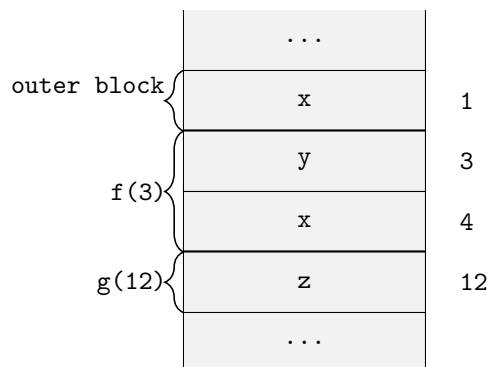 ...
outer block
x 1
y 3
f(3)
x 4
g(12) z 12
...